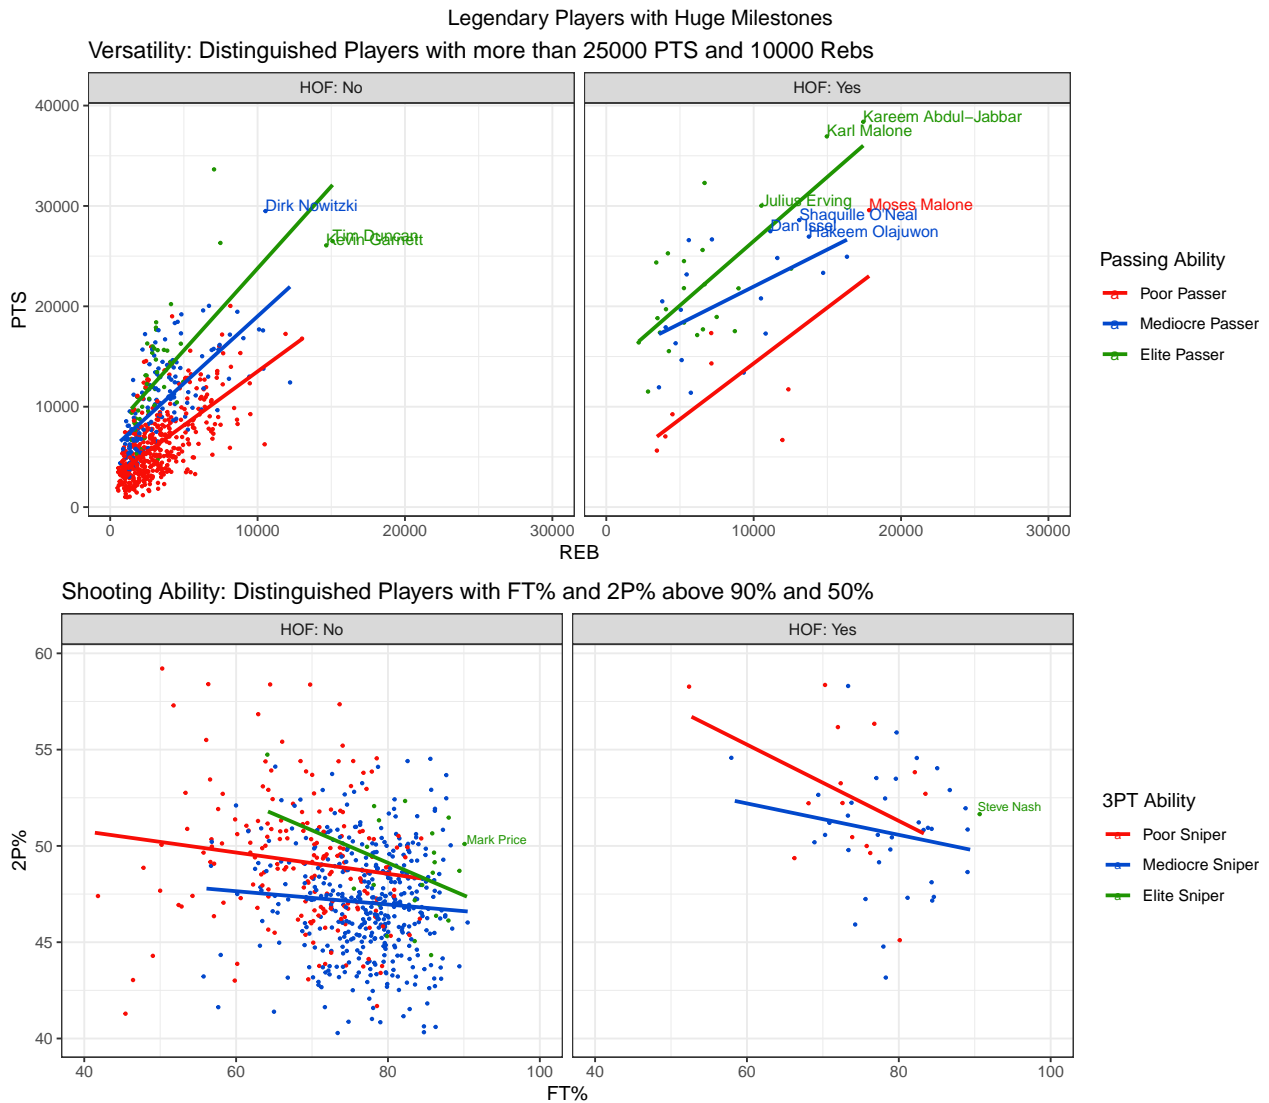 Legendary Players with Huge Milestones
Versatility: Distinguished Players with more than 25000 PTS and 10000 Rebs
HOF: No
HOF: Yes
PTS
40000
30000
20000
10000
0
Dirk Nowitzki
Tim Duncan
Kevin Garnett
Kareem Abdul-Jabbar
Karl Malone
Julius Erving
Moses Malone
Shaquille O'Neal
Dan Issel
Hakeem Olajuwon
0 10000 20000 30000
0 10000 20000 30000
REB
Passing Ability
a Poor Passer
a Mediocre Passer
a Elite Passer
Shooting Ability: Distinguished Players with FT% and 2P% above 90% and 50%
HOF: No
HOF: Yes
2P%
60
55
50
45
40
Mark Price
Steve Nash
40 60 80 100
40 60 80 100
FT%
3PT Ability
a Poor Sniper
a Mediocre Sniper
a Elite Sniper